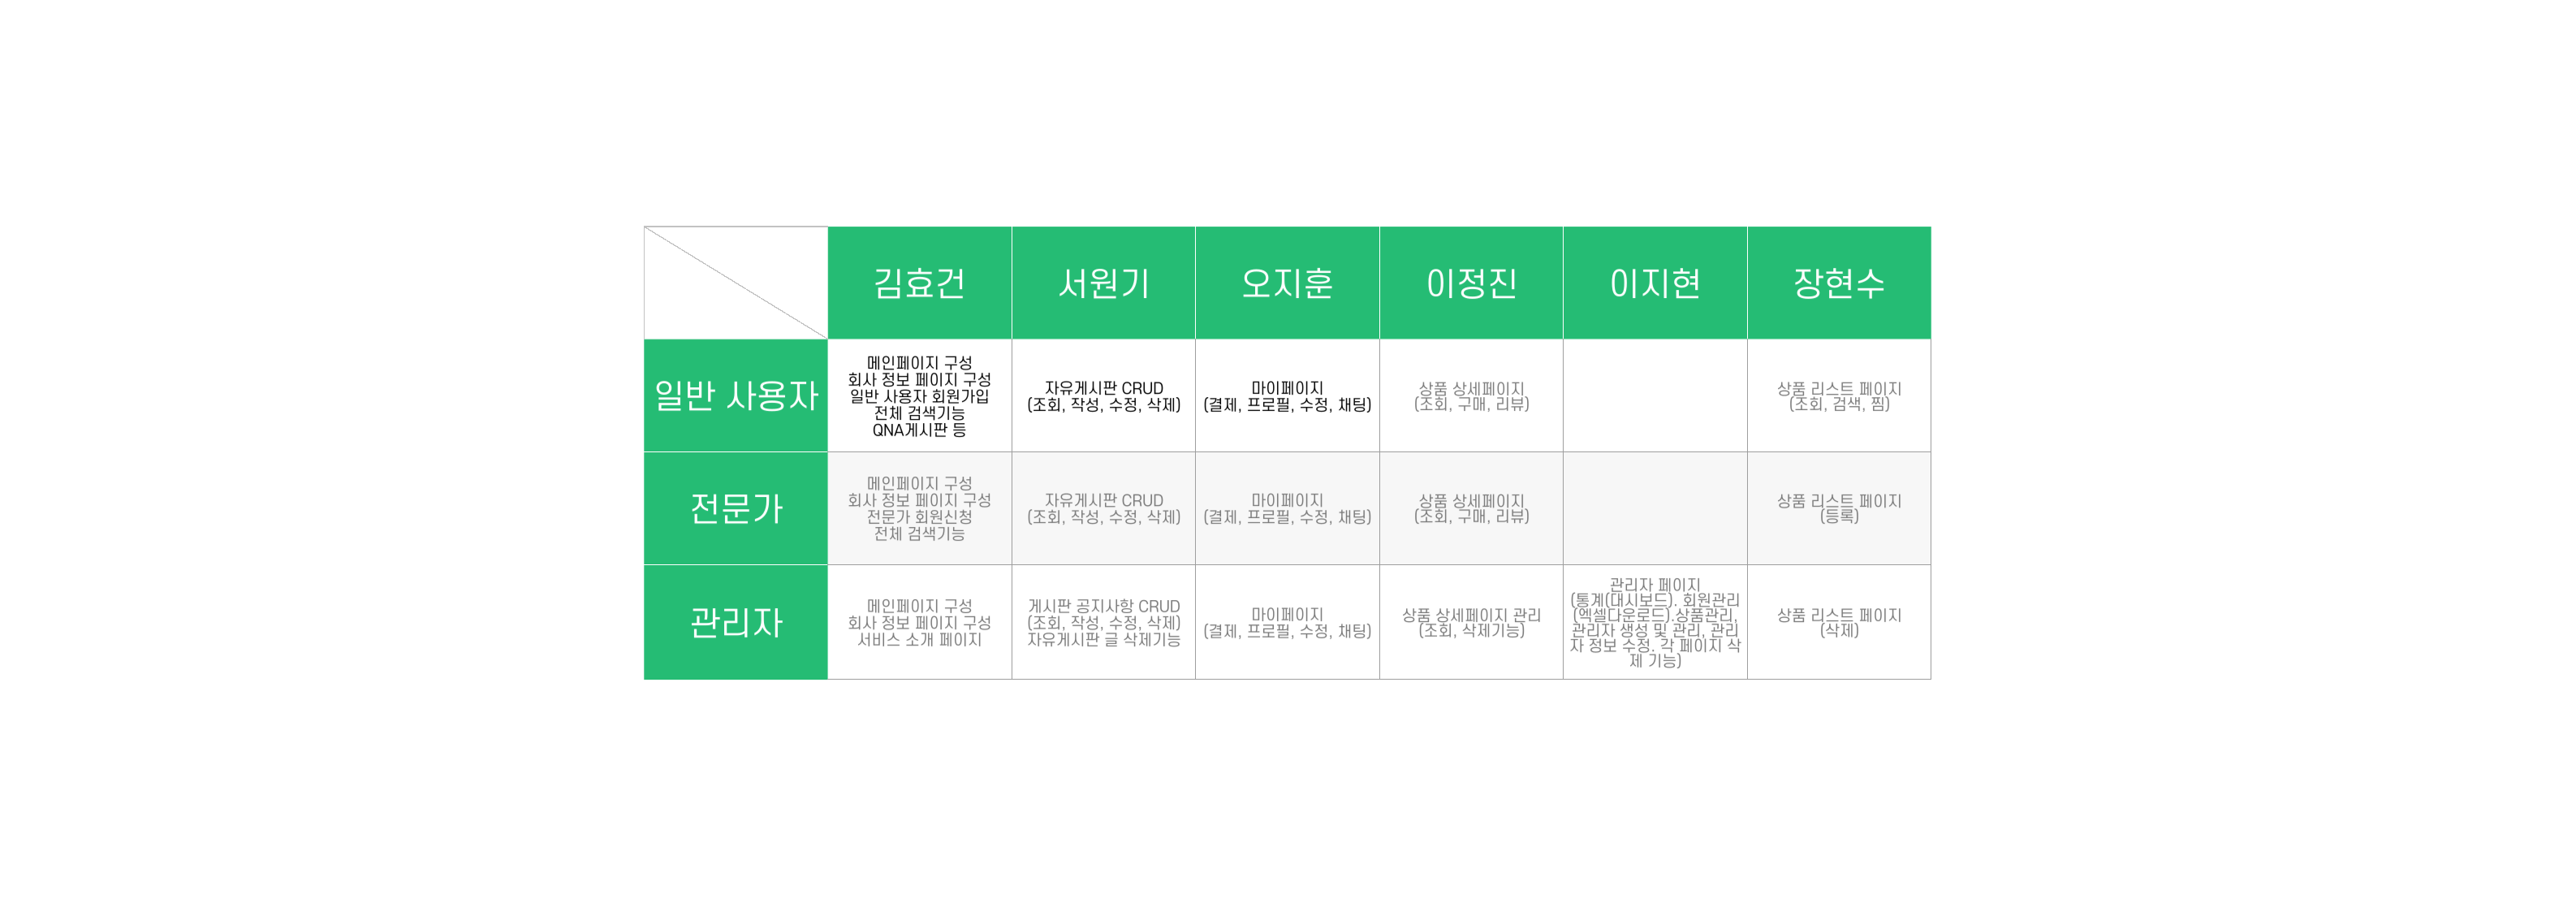 김효건
서원기
오지훈
이정진
이지현
장현수
일반 사용자
메인페이지 구성
회사 정보 페이지 구성
일반 사용자 회원가입
전체 검색기능
QNA게시판 등
자유게시판 CRUD
(조회, 작성, 수정, 삭제)
마이페이지
(결제, 프로필, 수정, 채팅)
상품 상세페이지
(조회, 구매, 리뷰)
상품 리스트 페이지
(조회, 검색, 찜)
전문가
메인페이지 구성
회사 정보 페이지 구성
전문가 회원신청
전체 검색기능
자유게시판 CRUD
(조회, 작성, 수정, 삭제)
마이페이지
(결제, 프로필, 수정, 채팅)
상품 상세페이지
(조회, 구매, 리뷰)
상품 리스트 페이지
(등록)
관리자
메인페이지 구성
회사 정보 페이지 구성
서비스 소개 페이지
게시판 공지사항 CRUD
(조회, 작성, 수정, 삭제)
자유게시판 글 삭제기능
마이페이지
(결제, 프로필, 수정, 채팅)
상품 상세페이지 관리
(조회, 삭제기능)
관리자 페이지
(통계(대시보드). 회원관리
(엑셀다운로드).상품관리,
관리자 생성 및 관리, 관리
자 정보 수정. 각 페이지 삭
제 기능)
상품 리스트 페이지
(삭제)